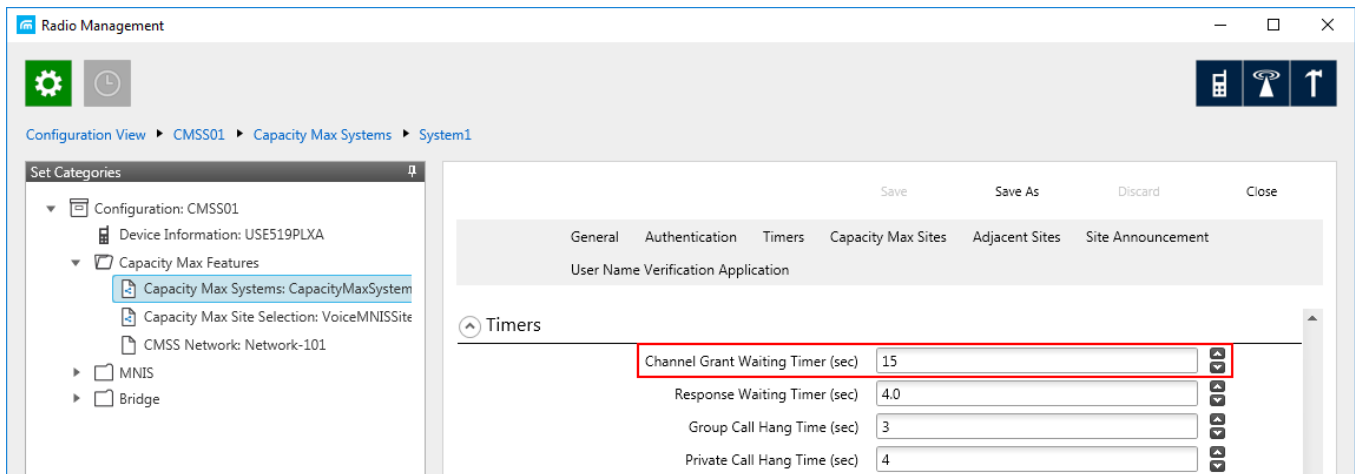 Radio Management
Configuration View CMSS01 Capacity Max Systems System1
Set Categories
Configuration: CMSS01
Device Information: USE519PLXA
Capacity Max Features
Capacity Max Systems: CapacityMaxSystem
Capacity Max Site Selection: VoiceMNISSite
CMSS Network: Network-101
MNIS
Bridge
Save Save As Discard Close
General Authentication Timers Capacity Max Sites Adjacent Sites Site Announcement
User Name Verification Application
Timers
Channel Grant Waiting Timer (sec) 15
Response Waiting Timer (sec) 4.0
Group Call Hang Time (sec) 3
Private Call Hang Time (sec) 4